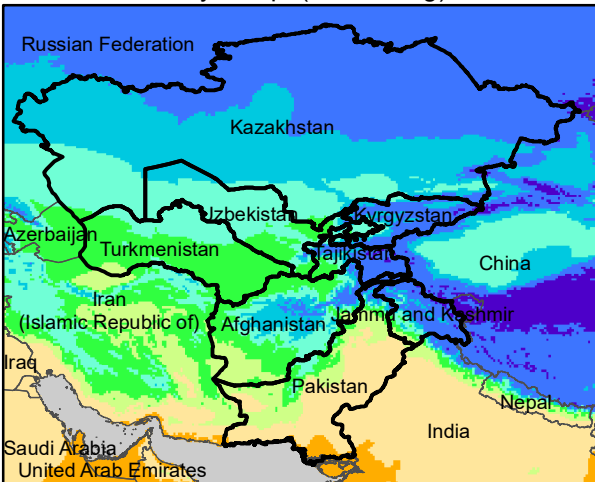 Russian Federation
Kazakhstan
Uzbekistan
Kyrgyzstan
Azerbaijan
Turkmenistan
Tajikistan
China
Iran
(Islamic Republic of)
Afghanistan
Jammu and Kashmir
Iraq
Pakistan
Nepal
India
Saudi Arabia
United Arab Emirates